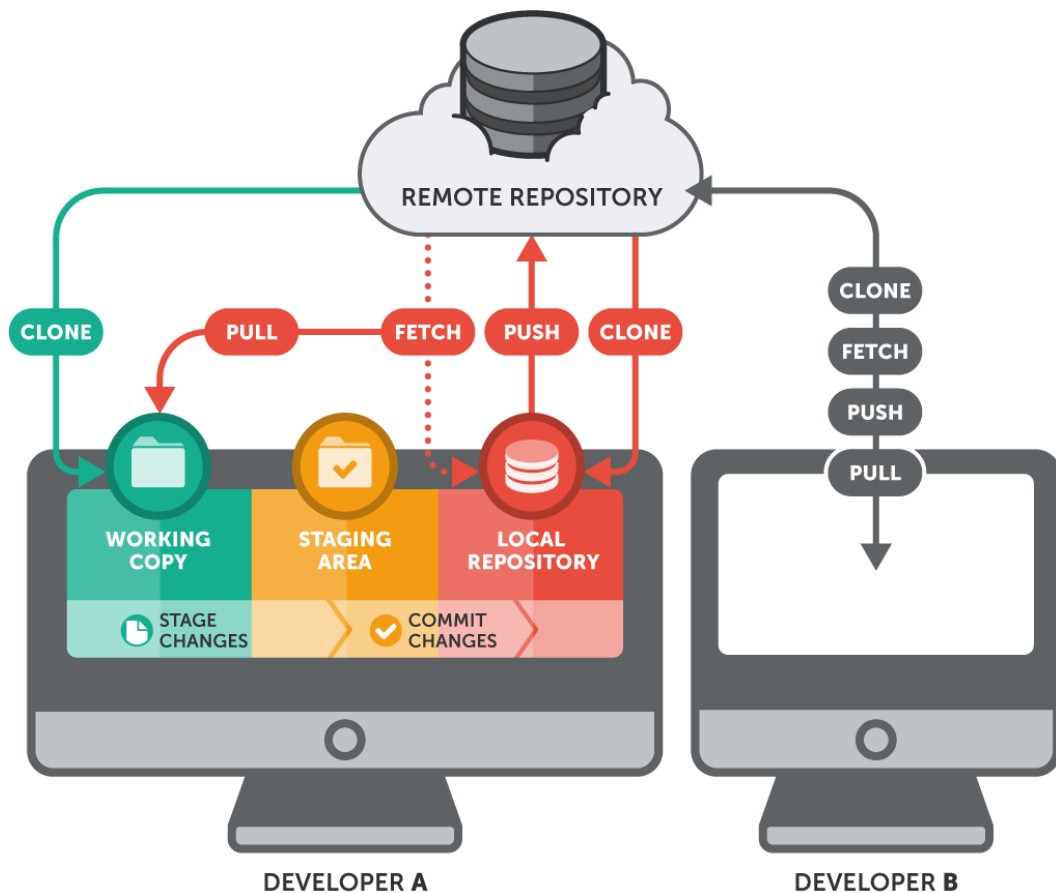 REMOTE REPOSITORY
CLONE
PULL
FETCH
PUSH
CLONE
CLONE
FETCH
PUSH
PULL
WORKING
COPY
STAGING
AREA
LOCAL
REPOSITORY
STAGE
CHANGES
COMMIT
CHANGES
DEVELOPER A
DEVELOPER B